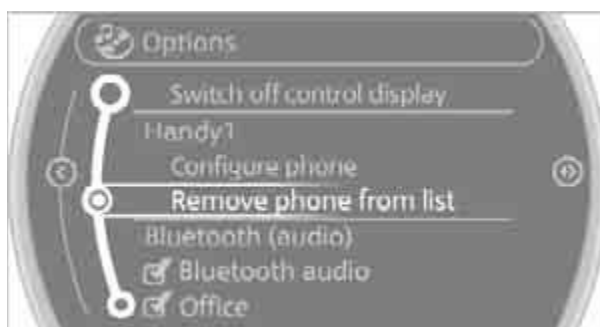 Options
Switch off control display
Handy1
Configure phone
Remove phone from list
Bluetooth (audio)
Bluetooth audio
Office